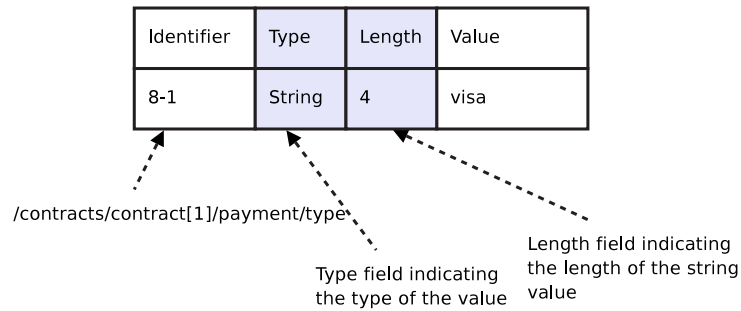 Identifier Type Length Value
8-1 String 4 visa
/contracts/contract[1]/payment/type
Type field indicating
the type of the value
Length field indicating
the length of the string
value